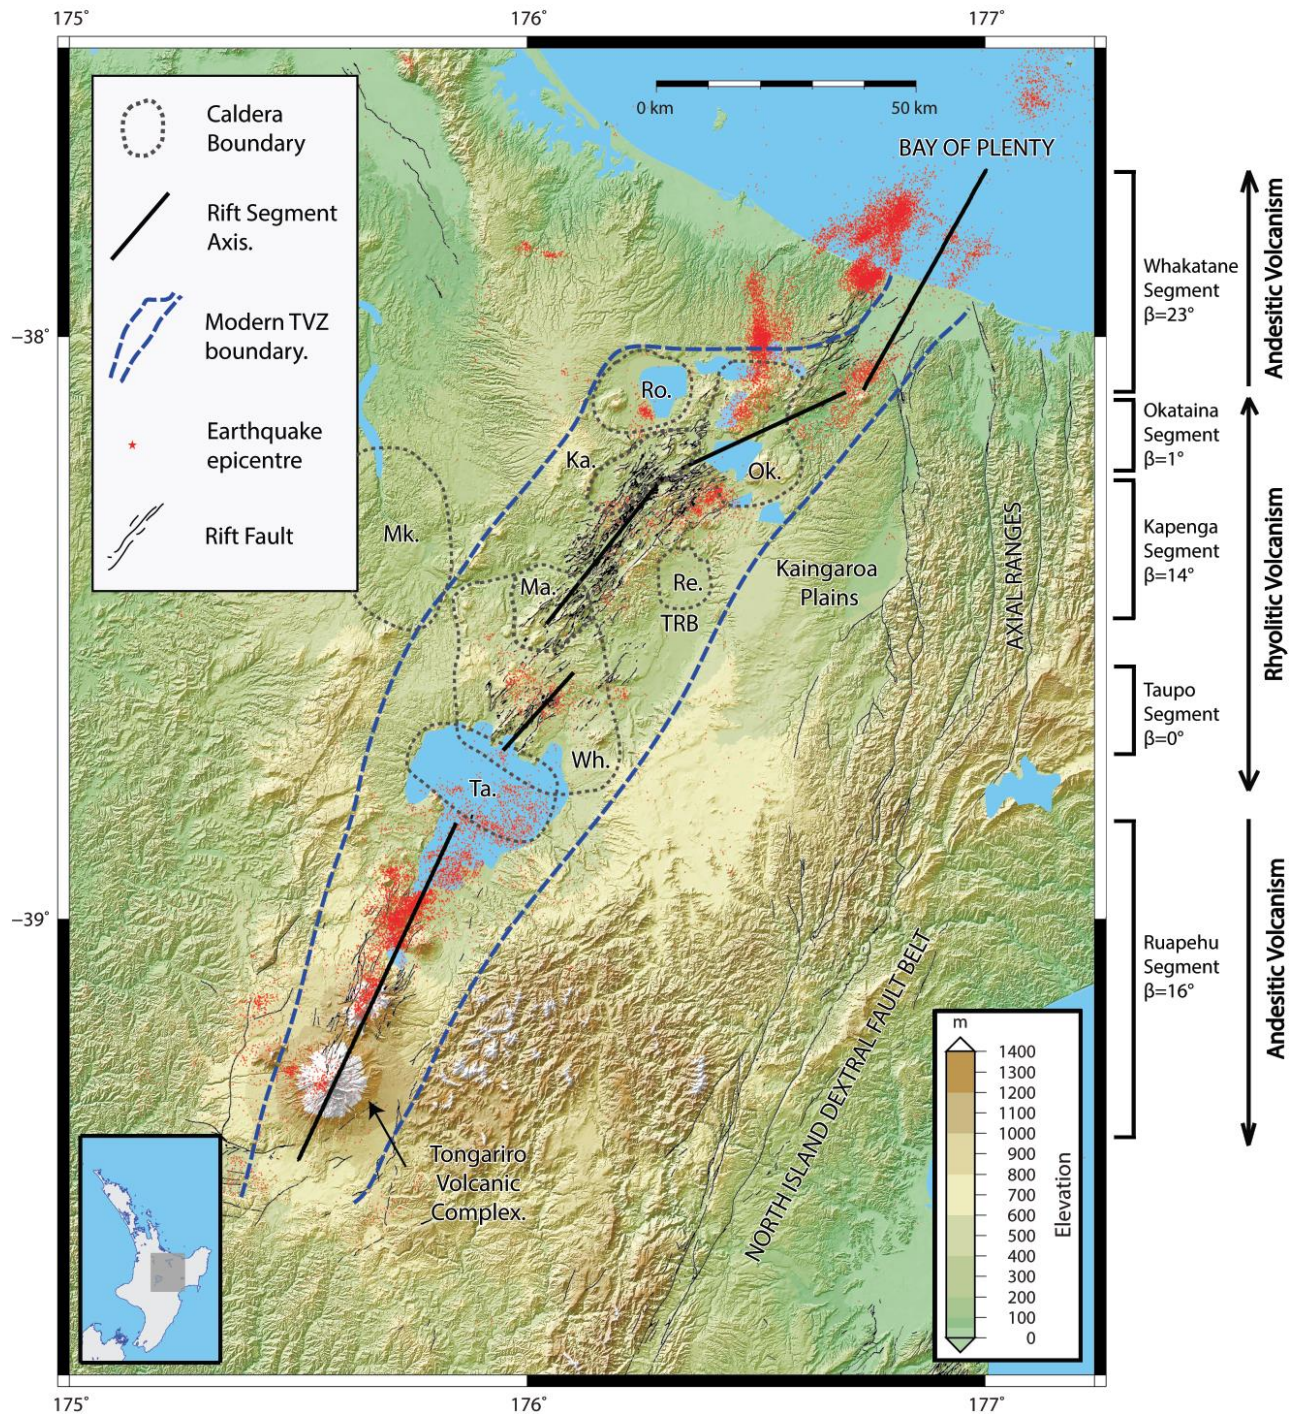 175°
176°
177°
Caldera
Boundary
Rift Segment
Axis.
Modern TVZ
boundary.
Earthquake
epicentre
Rift Fault
0 km
50 km
BAY OF PLENTY
−38°
−39°
Ro.
Ka.
Ok.
Mk.
Ma.
Re.
TRB
Kaingaroa
Plains
AXIAL RANGES
Wh.
Ta.
NORTH ISLAND DEXTRAL FAULT BELT
Tongariro
Volcanic
Complex.
Whakatane
Segment
β=23°
Okataina
Segment
β=1°
Kapenga
Segment
β=14°
Taupo
Segment
β=0°
Ruapehu
Segment
β=16°
Andesitic Volcanism
Rhyolitic Volcanism
Andesitic Volcanism
m
1400
1300
1200
1100
1000
900
800
700
600
500
400
300
200
100
0
Elevation
175°
176°
177°